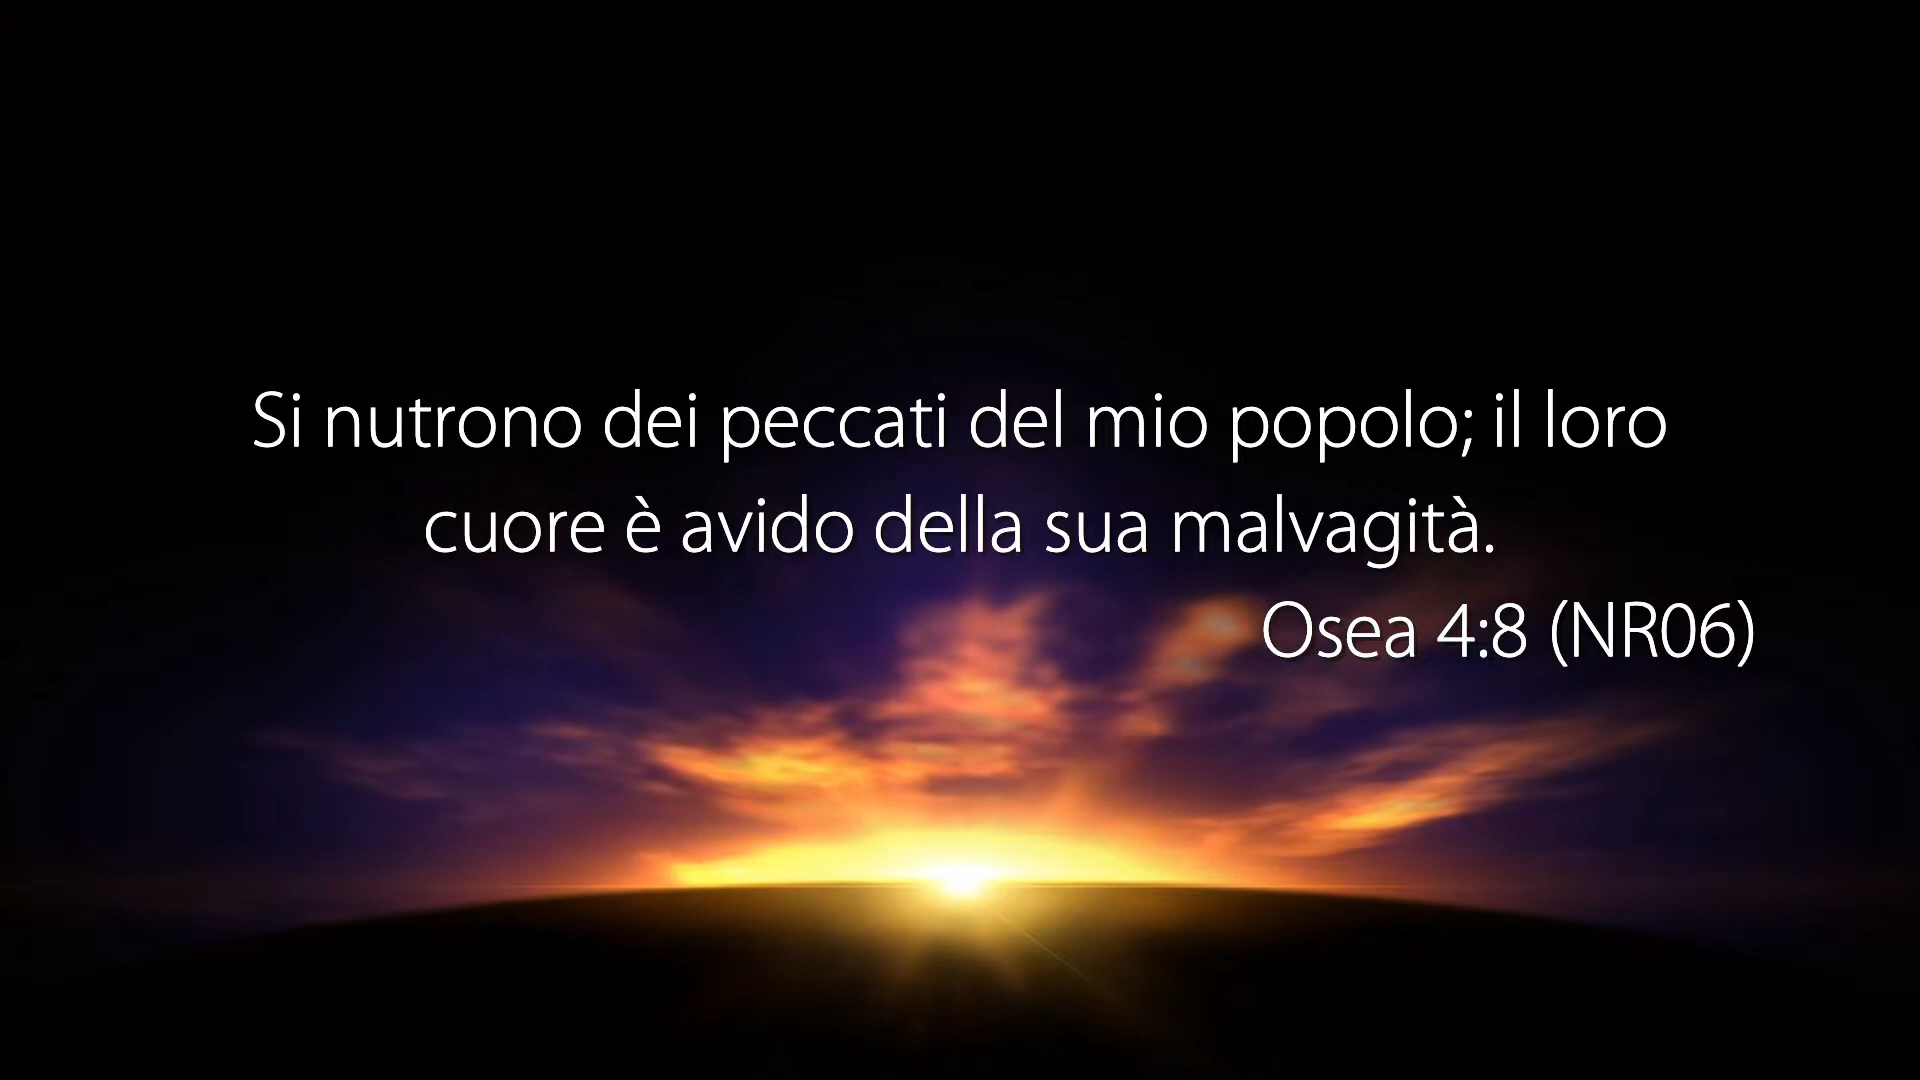 Si nutrono dei peccati del mio popolo; il loro
cuore è avido della sua malvagità.
Osea 4:8 (NR06)